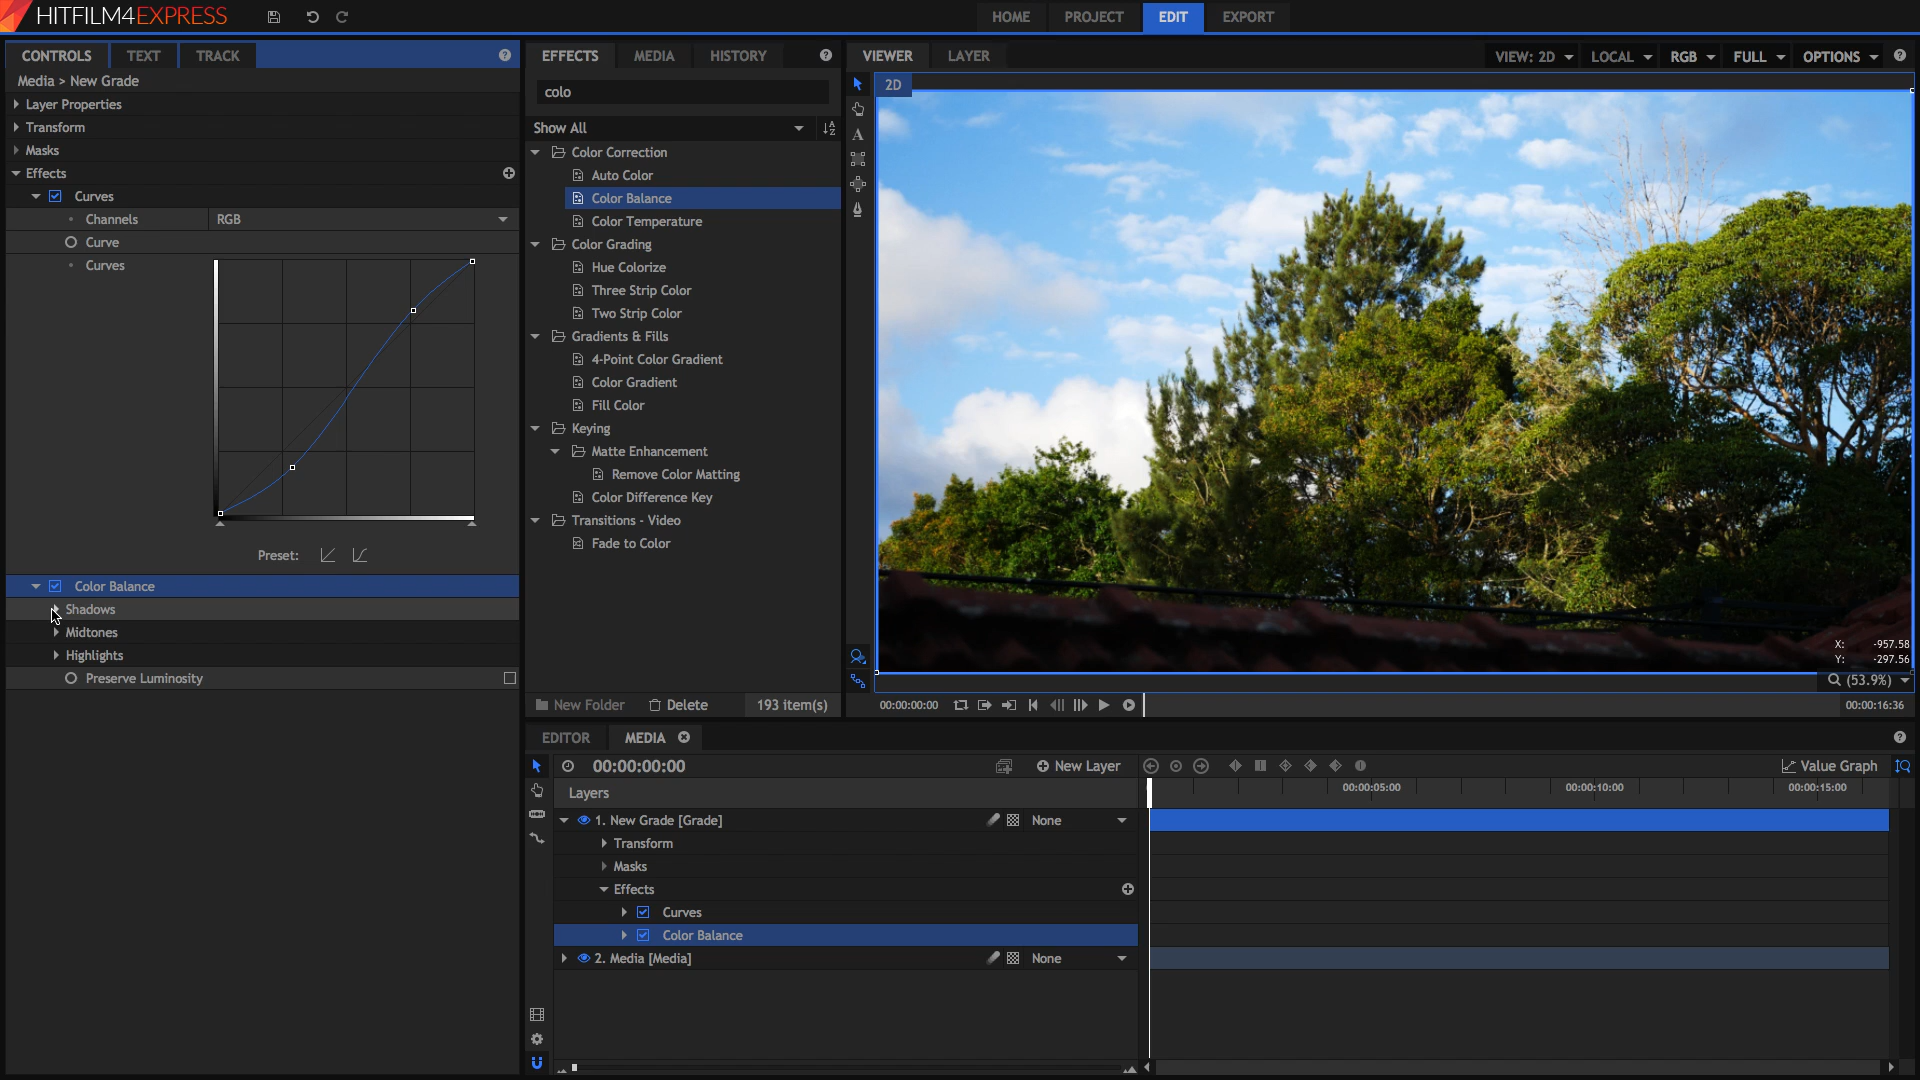 HITFILM4EXPRESS
HOME PROJECT EDIT EXPORT
CONTROLS TEXT TRACK
Media > New Grade
Layer Properties
Transform
Masks
Effects
Curves
Channels RGB
Curve
Curves
Preset:
Color Balance
Shadows
Midtones
Highlights
Preserve Luminosity
EFFECTS MEDIA HISTORY
colo
Show All
Color Correction
Auto Color
Color Balance
Color Temperature
Color Grading
Hue Colorize
Three Strip Color
Two Strip Color
Gradients & Fills
4-Point Color Gradient
Color Gradient
Fill Color
Keying
Matte Enhancement
Remove Color Matting
Color Difference Key
Transitions - Video
Fade to Color
New Folder Delete 193 item(s)
VIEWER LAYER
VIEW: 2D LOCAL RGB FULL OPTIONS
2D
X: -957.58
Y: -297.56
(53.9%)
00:00:00:00 00:00:16:36
EDITOR MEDIA
00:00:00:00 New Layer Value Graph
Layers 00:00:05:00 00:00:10:00 00:00:15:00
1. New Grade [Grade] None
Transform
Masks
Effects
Curves
Color Balance
2. Media [Media] None